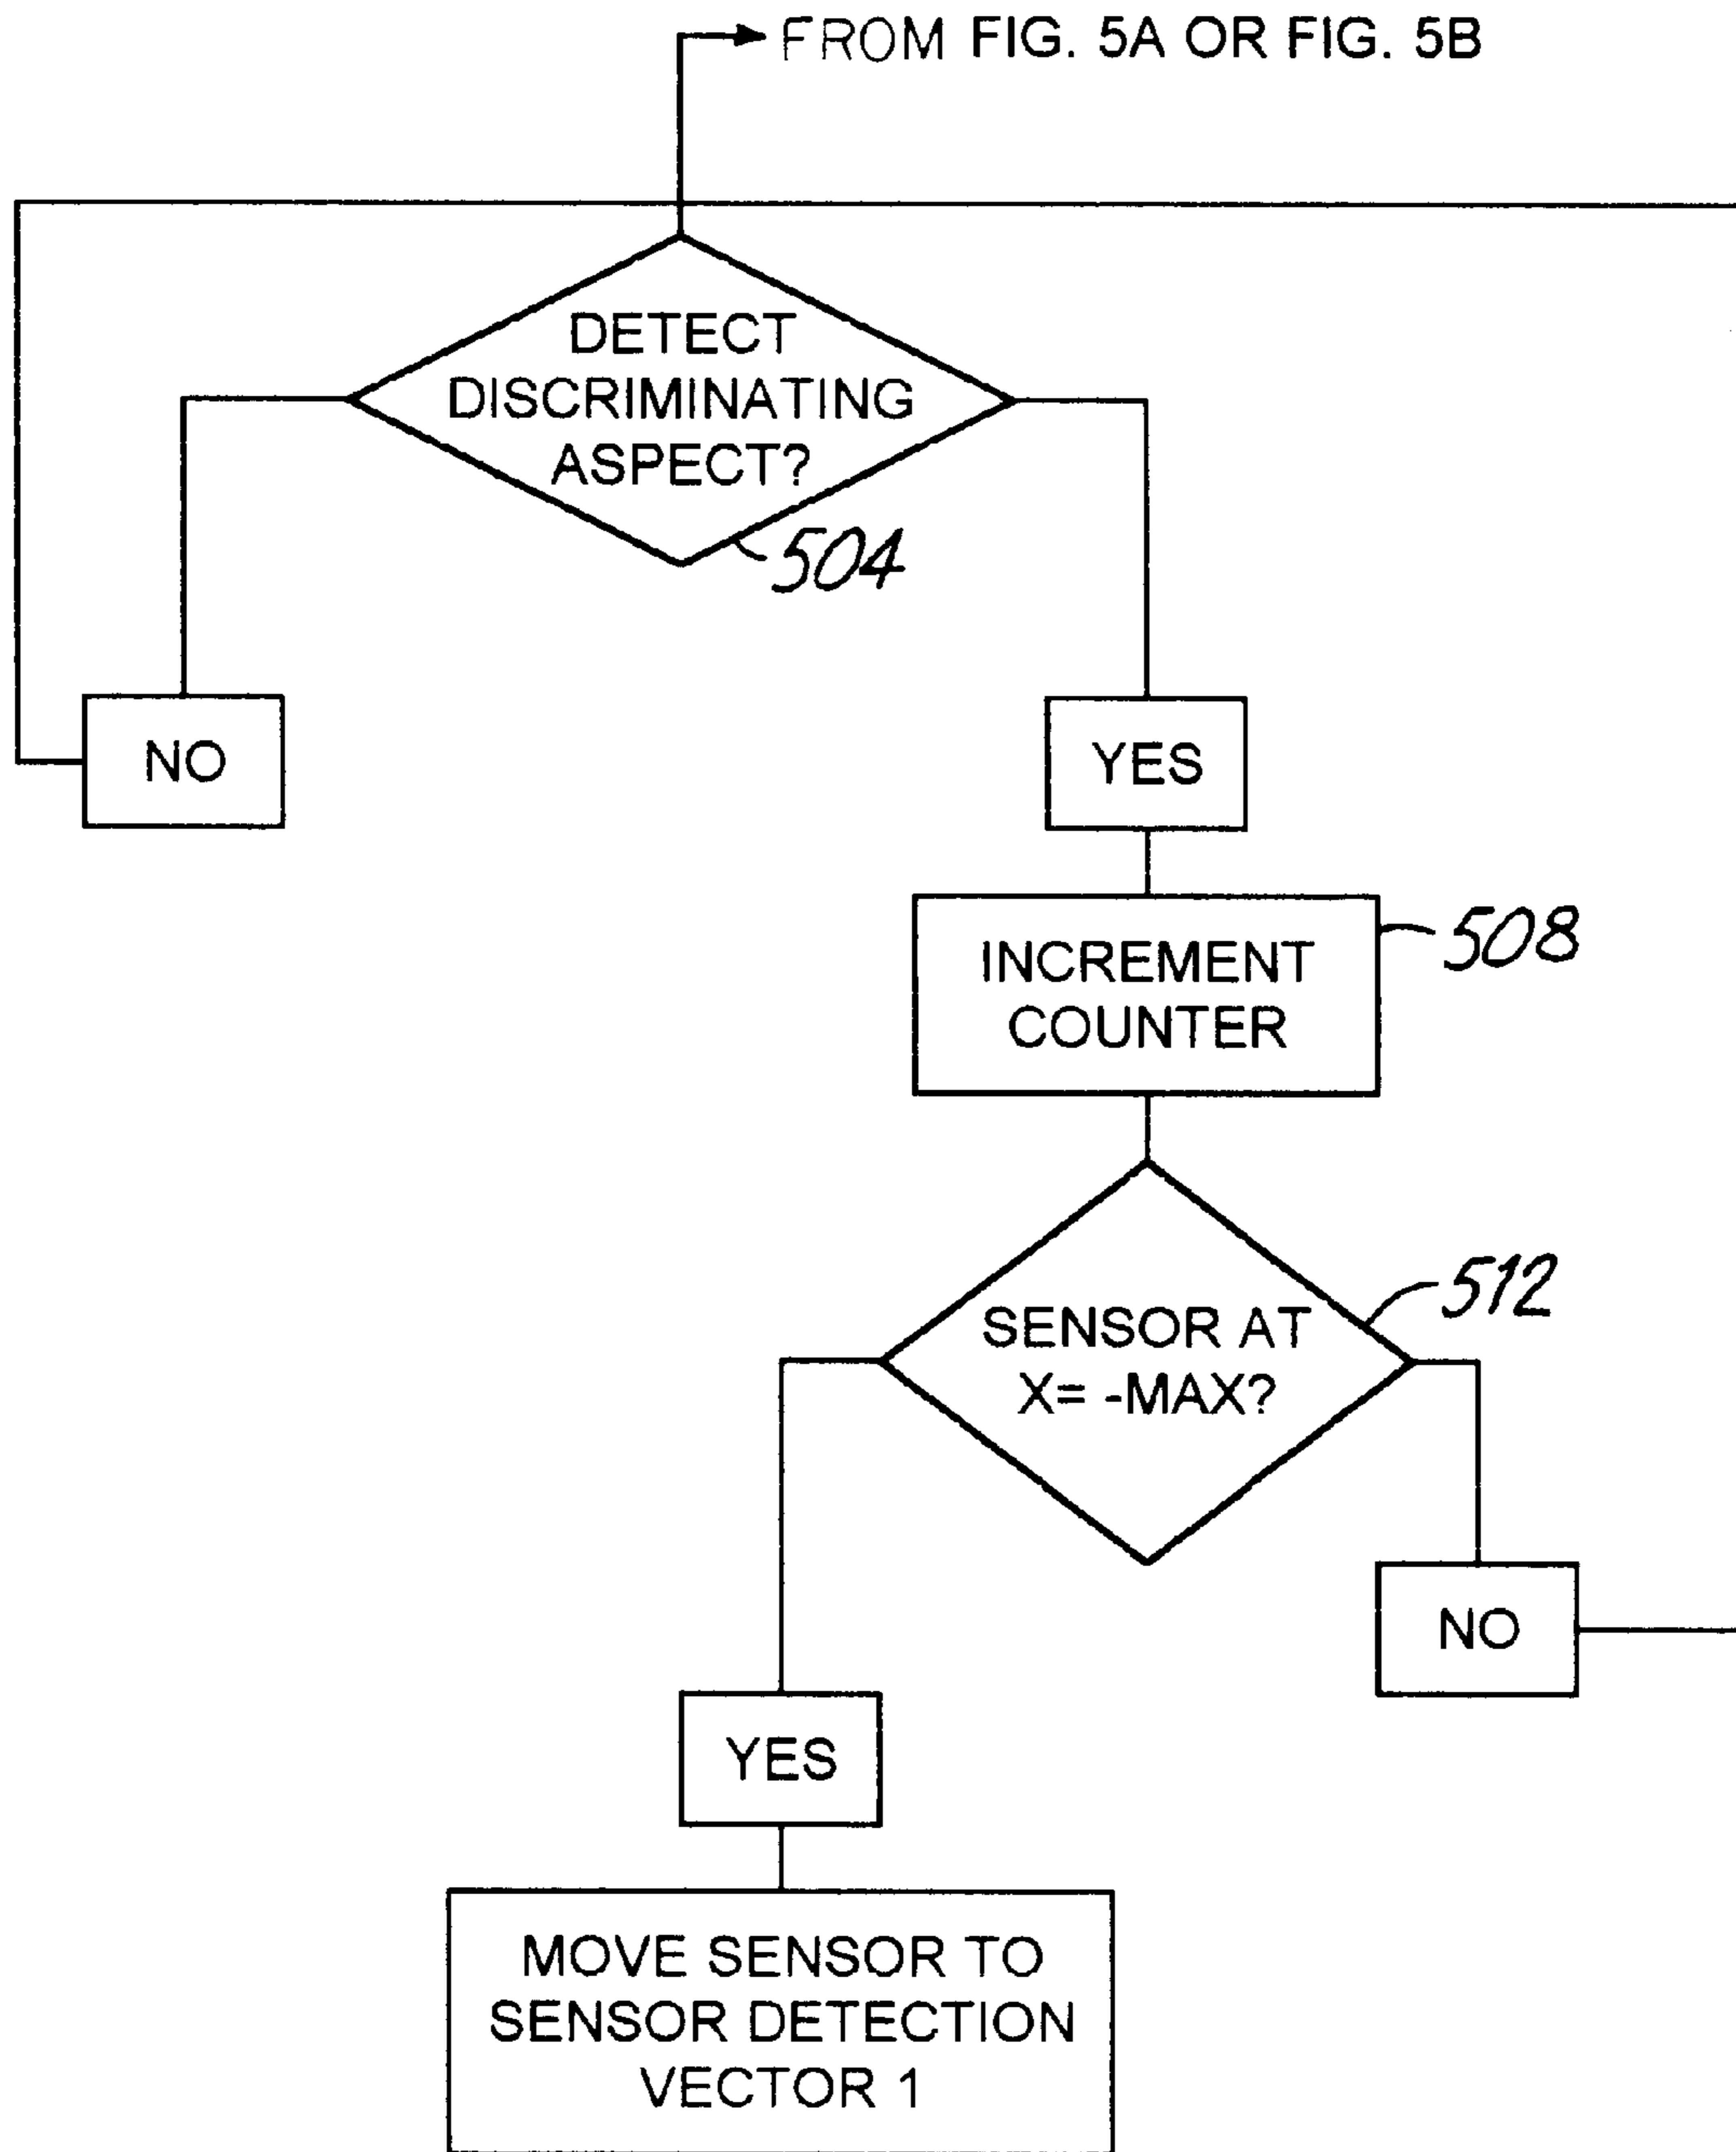 FROM FIG. 5A OR FIG. 5B
DETECT
DISCRIMINATING
ASPECT?
504
NO
YES
INCREMENT
COUNTER
508
SENSOR AT
X= -MAX?
512
NO
YES
MOVE SENSOR TO
SENSOR DETECTION
VECTOR 1